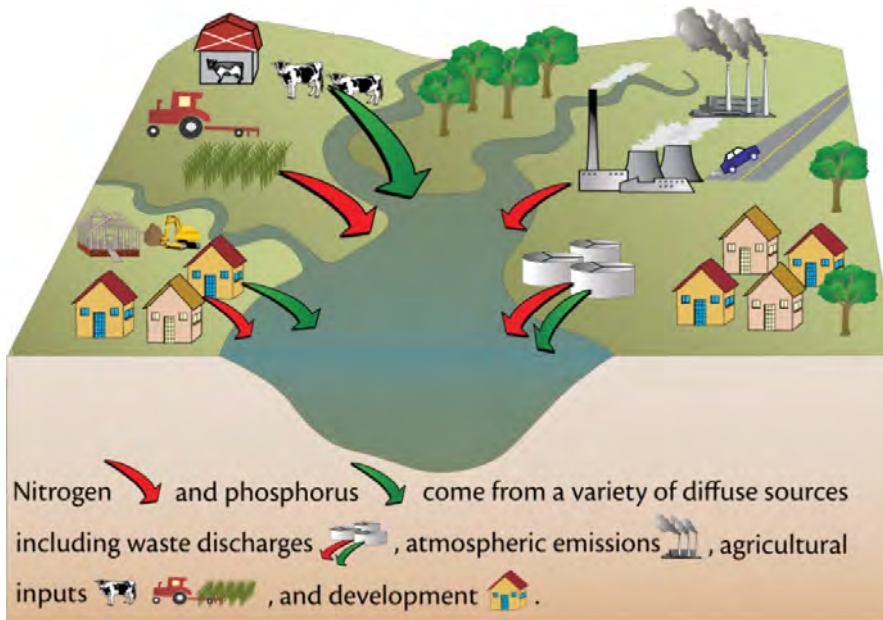 Nitrogen and phosphorus come from a variety of diffuse sources
including waste discharges , atmospheric emissions , agricultural
inputs , and development .